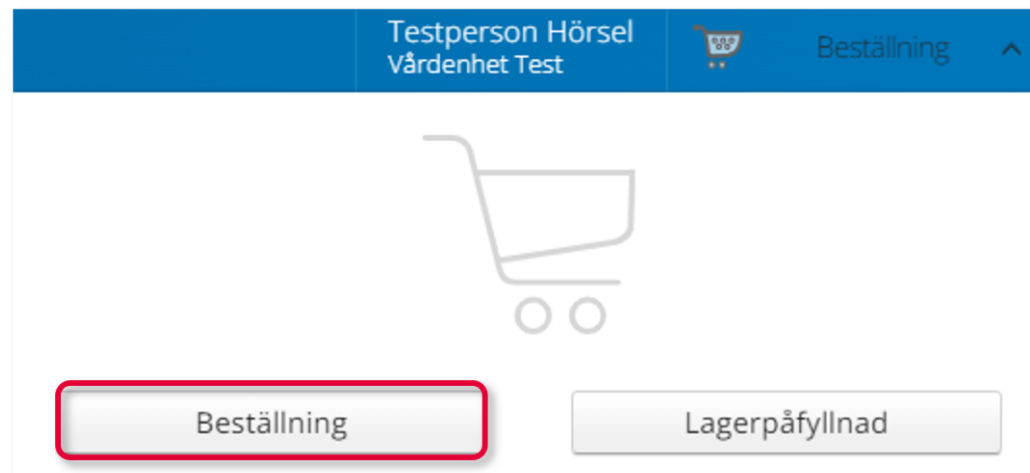 Testperson Hörsel
Vårdenhet Test
Beställning
Beställning
Lagerpåfyllnad